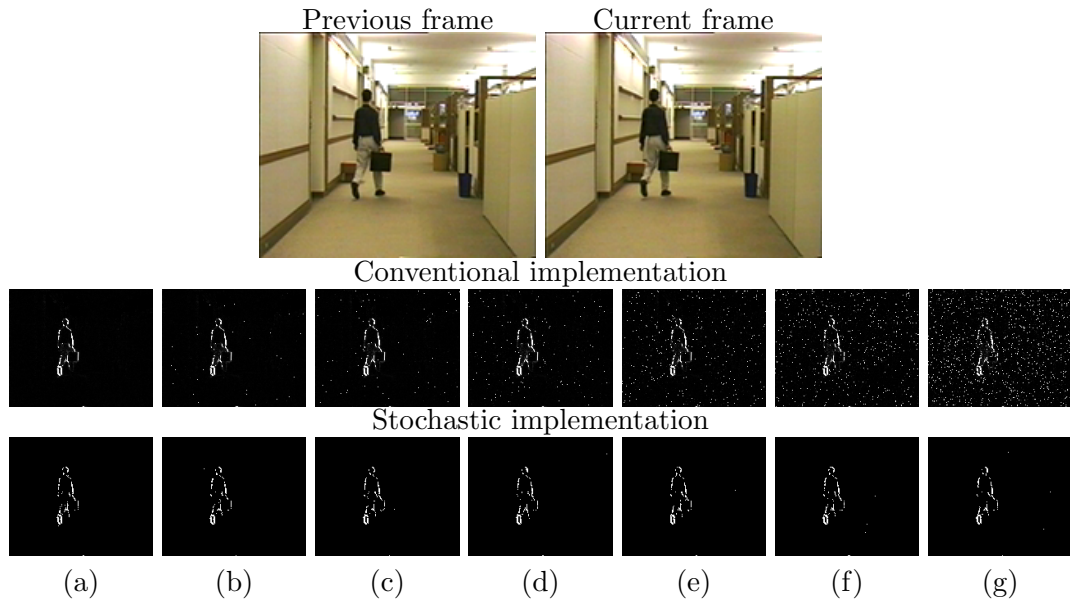 Previous frame
Current frame
Conventional implementation
Stochastic implementation
(a)
(b)
(c)
(d)
(e)
(f)
(g)